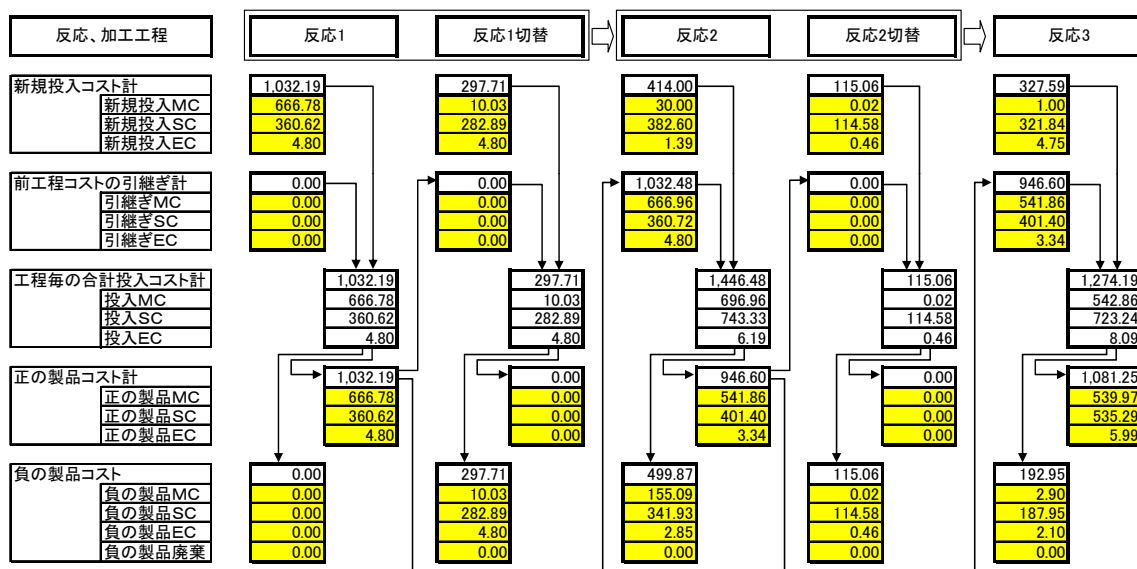 反応、加工工程 反応1 反応1切替 反応2 反応2切替 反応3
新規投入コスト計 1,032.19 297.71 414.00 115.06 327.59
新規投入MC 666.78 10.03 30.00 0.02 1.00
新規投入SC 360.62 282.89 382.60 114.58 321.84
新規投入EC 4.80 4.80 1.39 0.46 4.75
前工程コストの引継ぎ計 0.00 0.00 1,032.48 0.00 946.60
引継ぎMC 0.00 0.00 666.96 0.00 541.86
引継ぎSC 0.00 0.00 360.72 0.00 401.40
引継ぎEC 0.00 0.00 4.80 0.00 3.34
工程毎の合計投入コスト計 1,032.19 297.71 1,446.48 115.06 1,274.19
投入MC 666.78 10.03 696.96 0.02 542.86
投入SC 360.62 282.89 743.33 114.58 723.24
投入EC 4.80 4.80 6.19 0.46 8.09
正の製品コスト計 1,032.19 0.00 946.60 0.00 1,081.25
正の製品MC 666.78 0.00 541.86 0.00 539.97
正の製品SC 360.62 0.00 401.40 0.00 535.29
正の製品EC 4.80 0.00 3.34 0.00 5.99
負の製品コスト 0.00 297.71 499.87 115.06 192.95
負の製品MC 0.00 10.03 155.09 0.02 2.90
負の製品SC 0.00 282.89 341.93 114.58 187.95
負の製品EC 0.00 4.80 2.85 0.46 2.10
負の製品廃棄 0.00 0.00 0.00 0.00 0.00